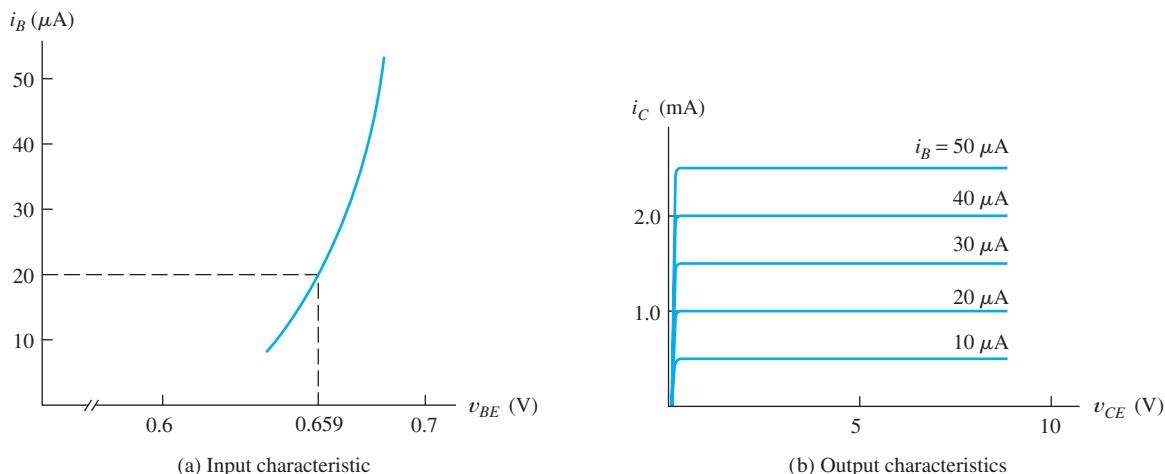 i_B (μA)
50
40
30
20
10
0.6
0.659
0.7
v_BE (V)
(a) Input characteristic
i_C (mA)
i_B = 50 μA
40 μA
2.0
30 μA
20 μA
1.0
10 μA
5
10
v_CE (V)
(b) Output characteristics